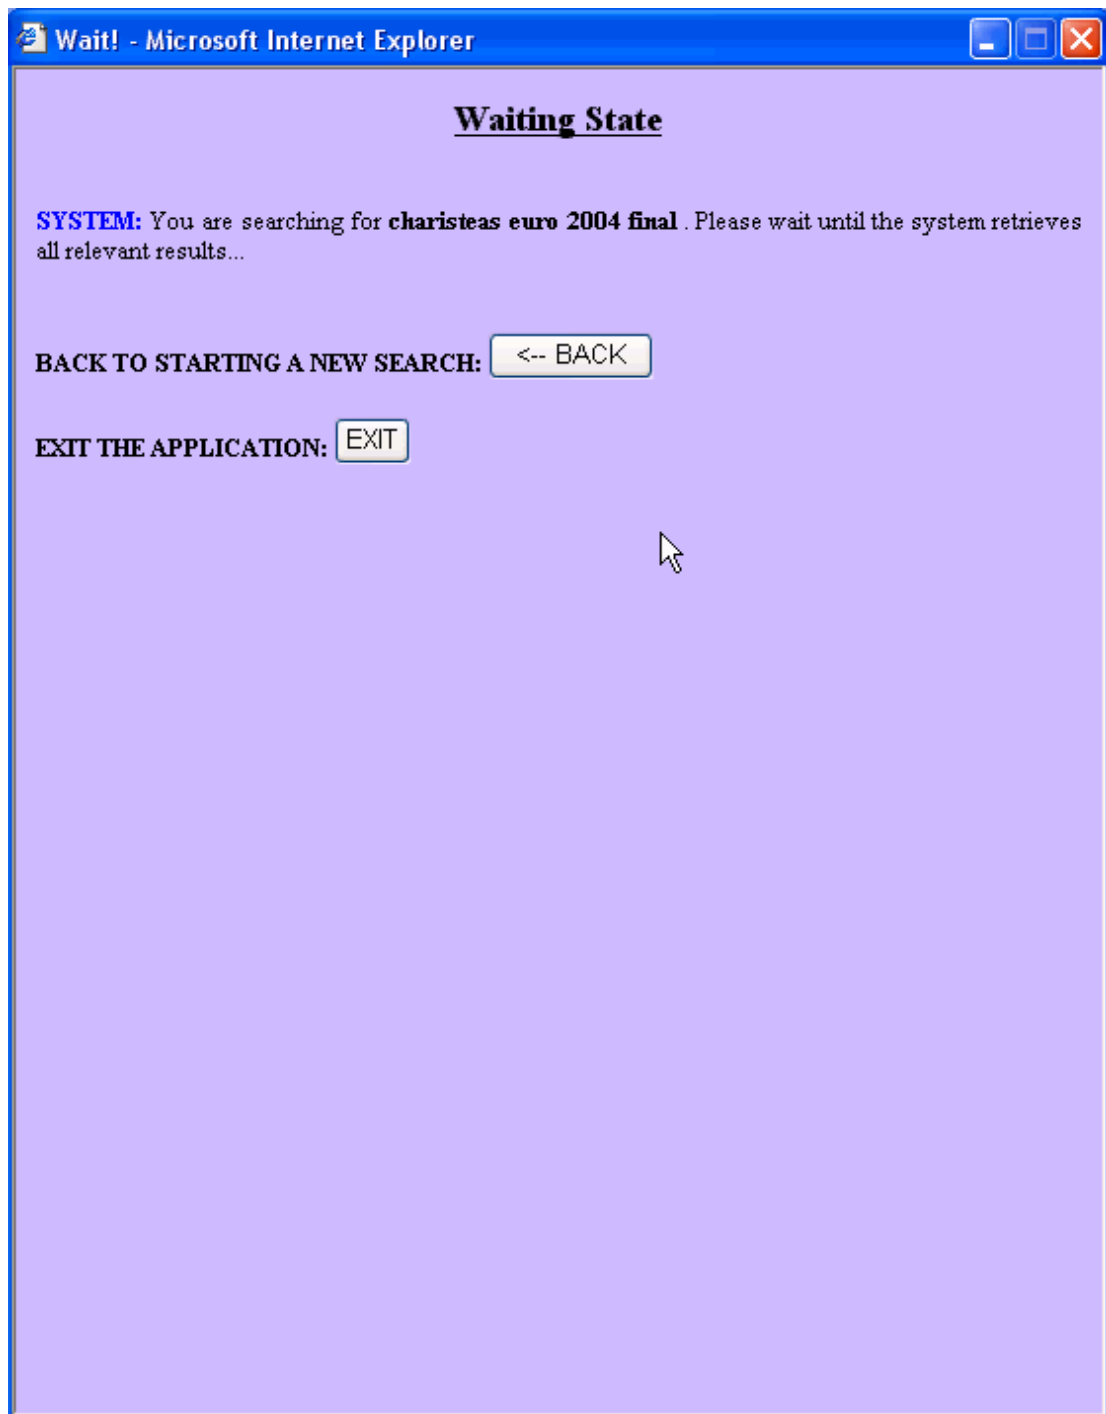 Wait! - Microsoft Internet Explorer
Waiting State
SYSTEM: You are searching for charisteas euro 2004 final . Please wait until the system retrieves
all relevant results...
BACK TO STARTING A NEW SEARCH: <-- BACK
EXIT THE APPLICATION: EXIT